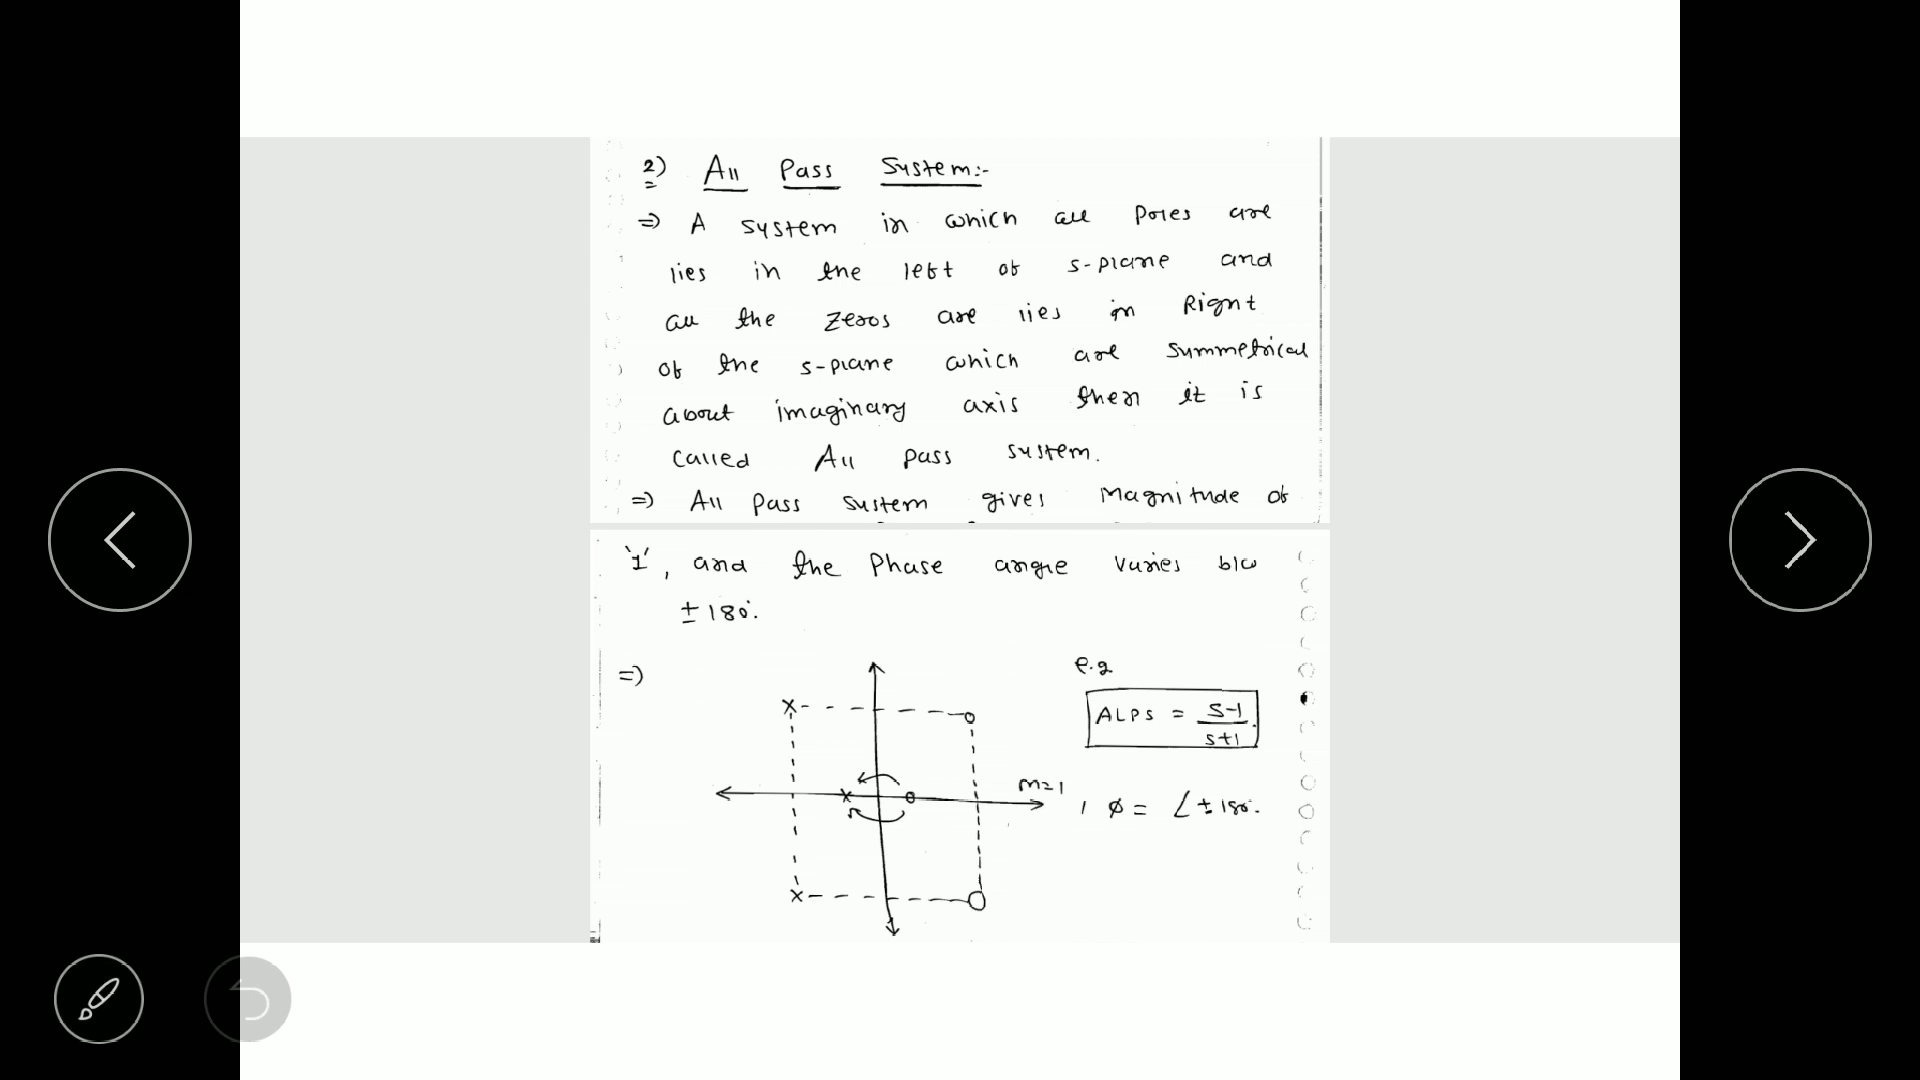 2) All Pass System:-
⇒ A system in which all Poles are
lies in the left of s-plane and
all the zeros are lies in Right
of the s-plane which are summetrical
about imaginary axis then it is
called All pass system.
⇒ All Pass system gives Magnitude of
'1', and the Phase angle varies b/w
±180°.
⇒)
e.g
ALPS = s-1
s+1
m=1
, ø = ∠±180°.